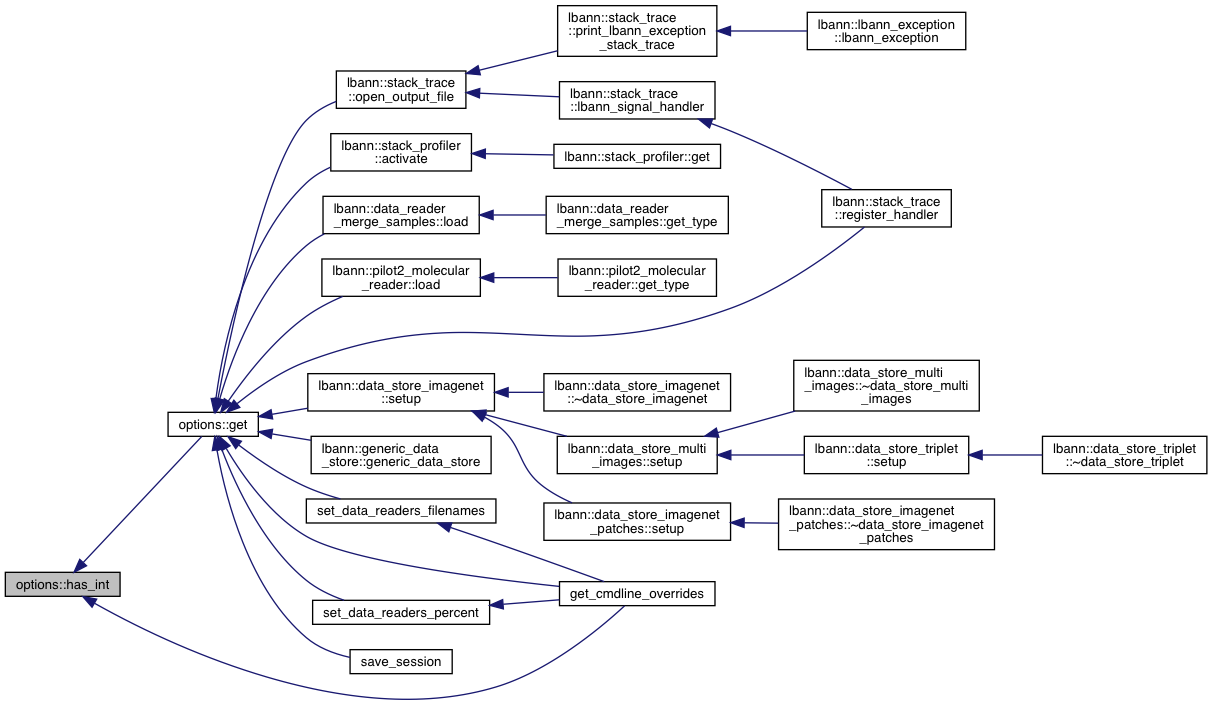 lbann::stack_trace
::print_lbann_exception
_stack_trace
lbann::lbann_exception
::lbann_exception
lbann::stack_trace
::open_output_file
lbann::stack_trace
::lbann_signal_handler
lbann::stack_profiler
::activate
lbann::stack_profiler::get
lbann::stack_trace
::register_handler
lbann::data_reader
_merge_samples::load
lbann::data_reader
_merge_samples::get_type
lbann::pilot2_molecular
_reader::load
lbann::pilot2_molecular
_reader::get_type
lbann::data_store_imagenet
::setup
lbann::data_store_imagenet
::~data_store_imagenet
lbann::data_store_multi
_images::~data_store_multi
_images
options::get
lbann::generic_data
_store::generic_data_store
lbann::data_store_multi
_images::setup
lbann::data_store_triplet
::setup
lbann::data_store_triplet
::~data_store_triplet
set_data_readers_filenames
lbann::data_store_imagenet
_patches::setup
lbann::data_store_imagenet
_patches::~data_store_imagenet
_patches
options::has_int
get_cmdline_overrides
set_data_readers_percent
save_session